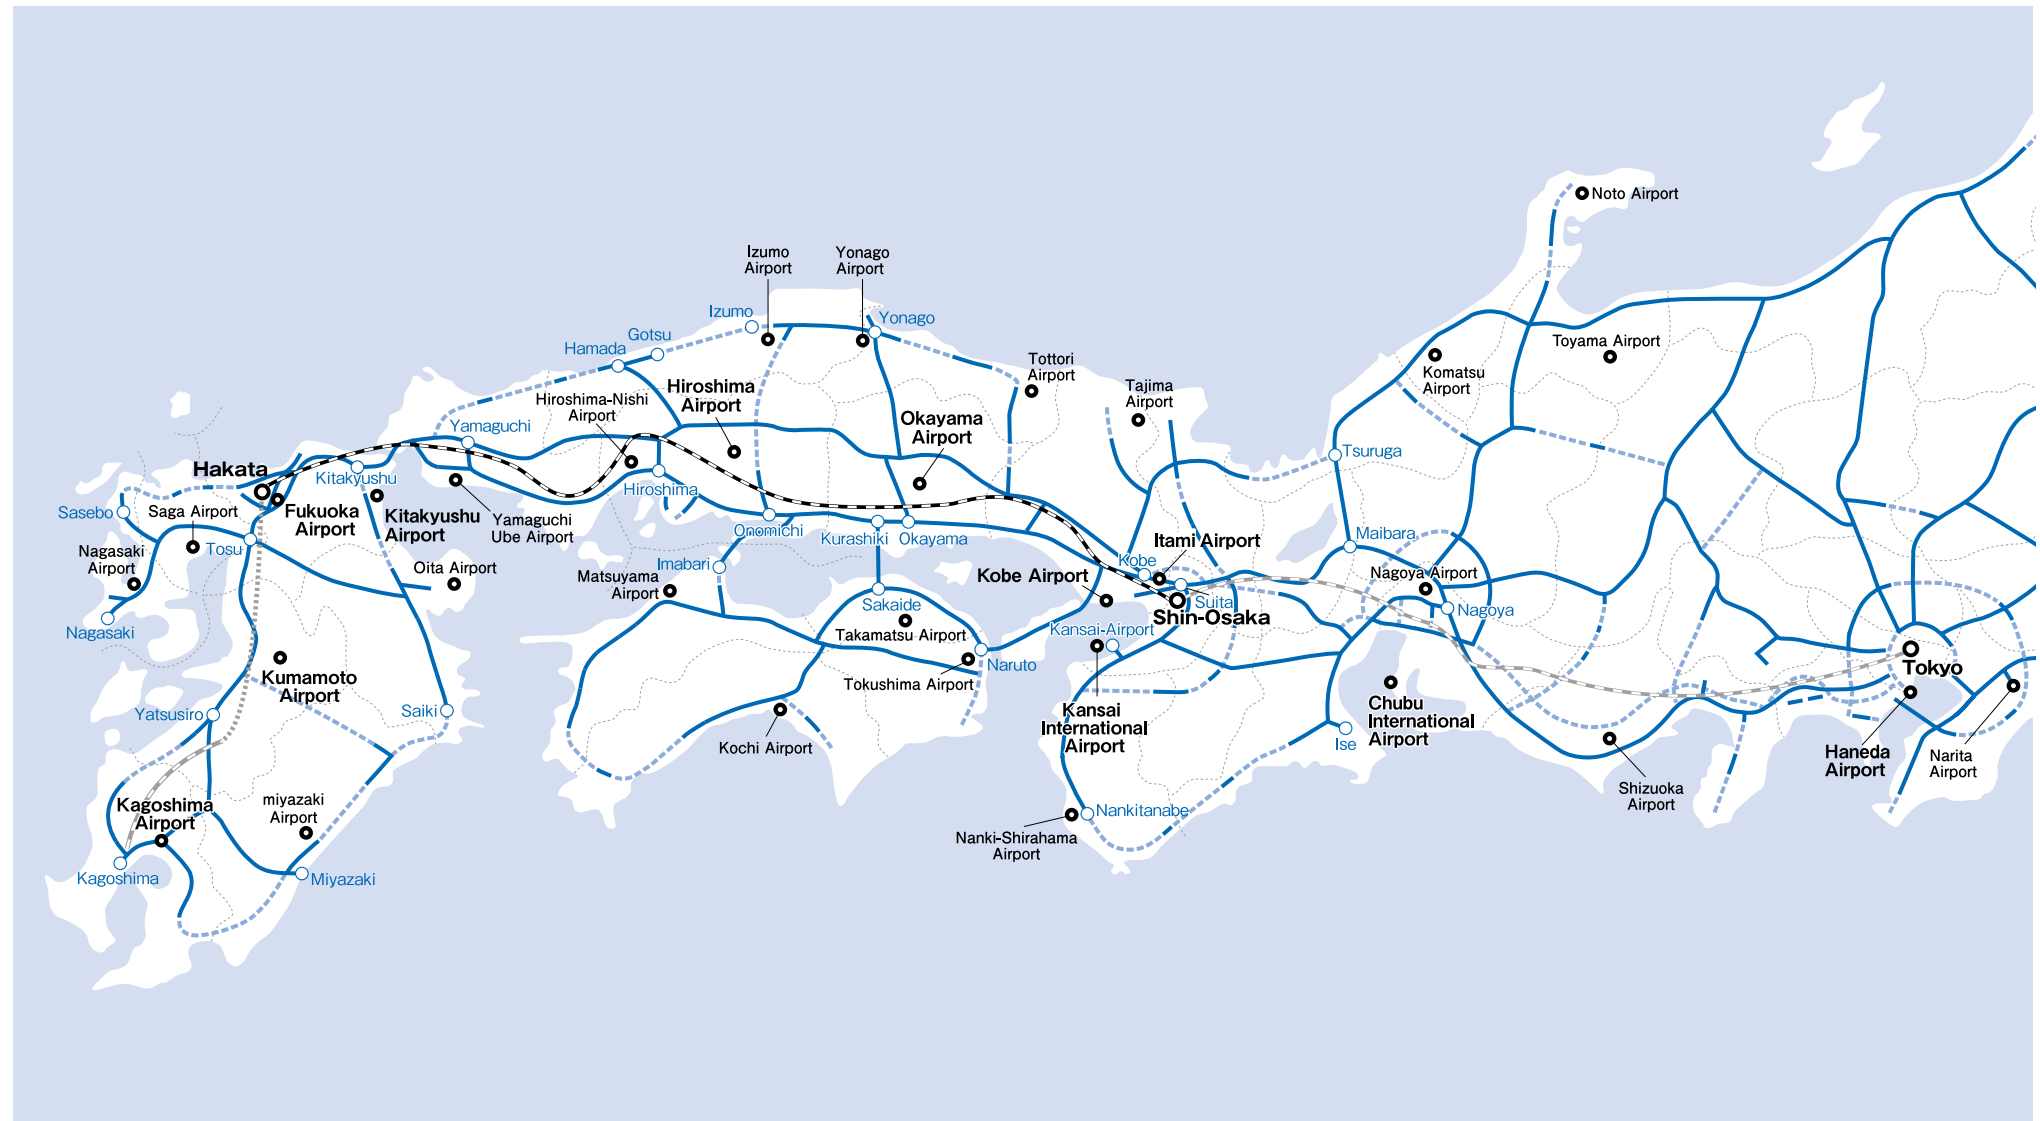 Noto Airport
Izumo
Airport
Yonago
Airport
Izumo
Yonago
Gotsu
Hamada
Toyama Airport
Komatsu
Airport
Tottori
Airport
Tajima
Airport
Hiroshima
Airport
Hiroshima-Nishi
Airport
Okayama
Airport
Yamaguchi
Tsuruga
Hakata
Kitakyushu
Hiroshima
Sasebo
Saga Airport
Fukuoka
Airport
Kitakyushu
Airport
Yamaguchi
Ube Airport
Onomichi
Kurashiki
Okayama
Maibara
Itami Airport
Tosu
Nagasaki
Airport
Imabari
Kobe
Oita Airport
Matsuyama
Airport
Kobe Airport
Nagoya Airport
Sakaide
Suita
Nagoya
Shin-Osaka
Nagasaki
Takamatsu Airport
Kansai-Airport
Naruto
Tokyo
Kumamoto
Airport
Tokushima Airport
Yatsusiro
Saiki
Kansai
International
Airport
Chubu
International
Airport
Ise
Kochi Airport
Haneda
Airport
Narita
Airport
Shizuoka
Airport
Kagoshima
Airport
miyazaki
Airport
Nankitanabe
Nanki-Shirahama
Airport
Kagoshima
Miyazaki